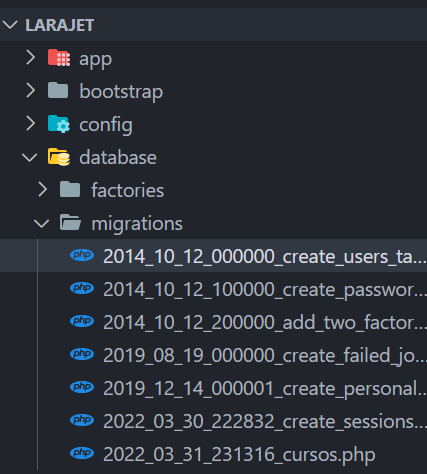 LARAJET
app
bootstrap
config
database
factories
migrations
php 2014_10_12_000000_create_users_ta...
php 2014_10_12_100000_create_passwor...
php 2014_10_12_200000_add_two_factor...
php 2019_08_19_000000_create_failed_jo...
php 2019_12_14_000001_create_personal...
php 2022_03_30_222832_create_sessions...
php 2022_03_31_231316_cursos.php